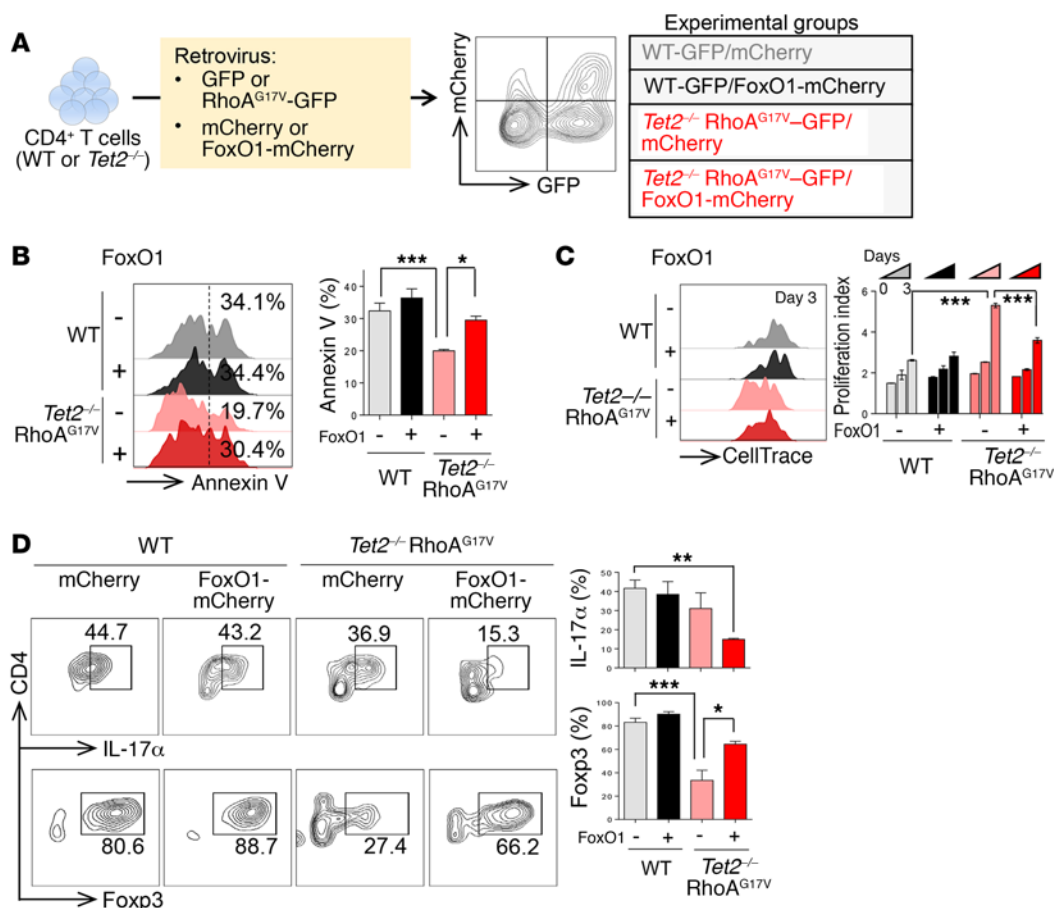 A
CD4+ T cells
(WT or Tet2–/–)
Retrovirus:
• GFP or
RhoAG17V-GFP
• mCherry or
FoxO1-mCherry
mCherry
GFP
Experimental groups
WT-GFP/mCherry
WT-GFP/FoxO1-mCherry
Tet2–/– RhoAG17V–GFP/
mCherry
Tet2–/– RhoAG17V–GFP/
FoxO1-mCherry
B
FoxO1
WT
-
+
Tet2–/–
RhoAG17V
-
+
34.1%
34.4%
19.7%
30.4%
Annexin V
Annexin V (%)
40
30
20
10
0
***
*
FoxO1
- + - +
WT
Tet2–/–
RhoAG17V
C
FoxO1
Day 3
WT
-
+
Tet2–/–
RhoAG17V
-
+
CellTrace
Days
0 3
Proliferation index
6
5
4
3
2
1
0
***
***
FoxO1
- + - +
WT
Tet2–/–
RhoAG17V
D
WT
Tet2–/– RhoAG17V
mCherry
FoxO1-
mCherry
mCherry
FoxO1-
mCherry
CD4
44.7
43.2
36.9
15.3
IL-17α
80.6
88.7
27.4
66.2
Foxp3
IL-17α (%)
50
40
30
20
10
0
**
Foxp3 (%)
100
80
60
40
20
0
***
*
FoxO1
- + - +
WT
Tet2–/–
RhoAG17V